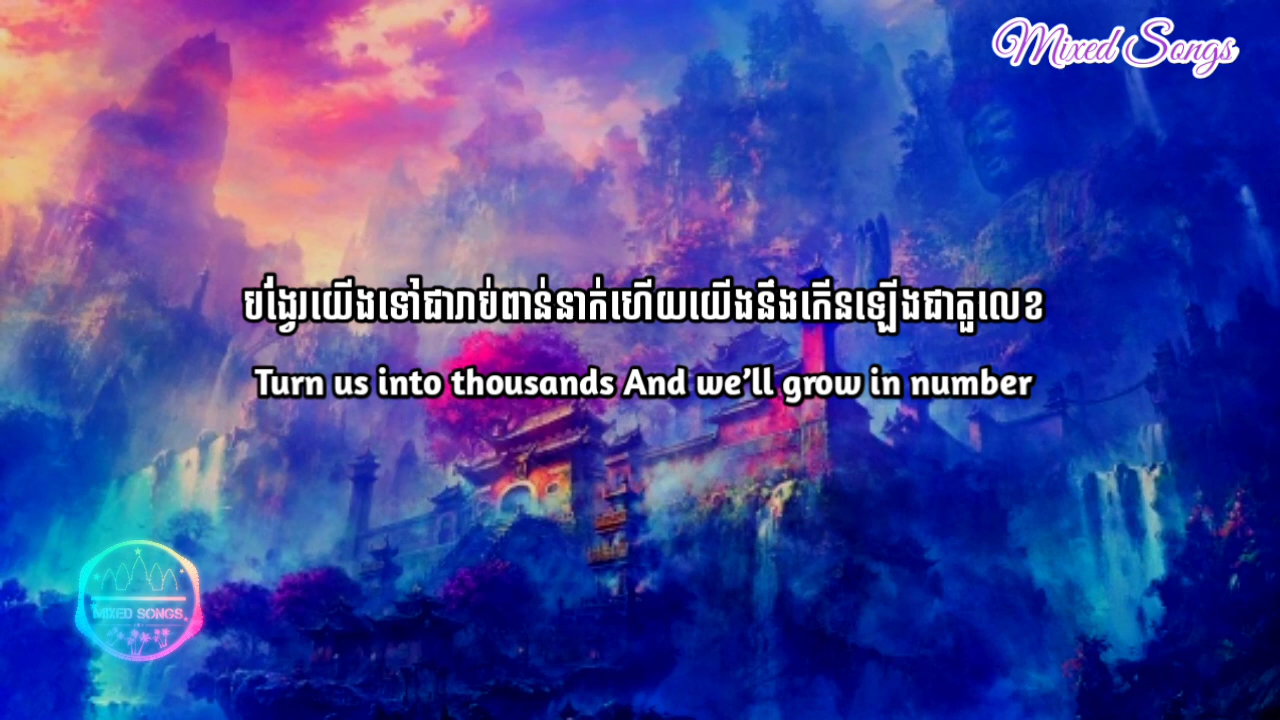 Mixed Songs
បង្វែរយើងទៅជារាប់ពាន់នាក់ហើយយើងនឹងកើនឡើងជាតួលេខ
Turn us into thousands And we’ll grow in number
MIXED SONGS